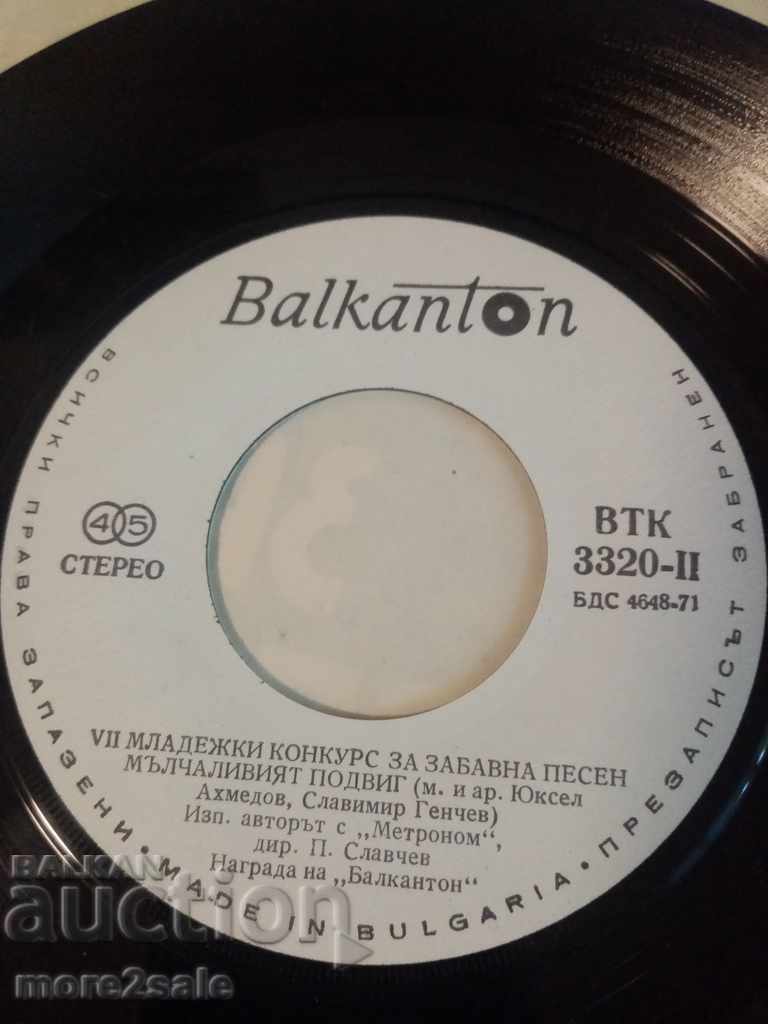 Balkanton
45
СТЕРЕО
ВТК
3320-II
БДС 4648-71
VII МЛАДЕЖКИ КОНКУРС ЗА ЗАБАВНА ПЕСЕН
МЪЛЧАЛИВИЯТ ПОДВИГ (м. и ар. Юксел
Ахмедов, Славимир Генчев)
Изп. авторът с „Метроном“,
дир. П. Славчев
Награда на „Балкантон“
ВСИЧКИ ПРАВА ЗАПАЗЕНИ • MADE IN BULGARIA • ПРЕЗАПИСЪТ ЗАБРАНЕН
BALKAN
auction
more2sale